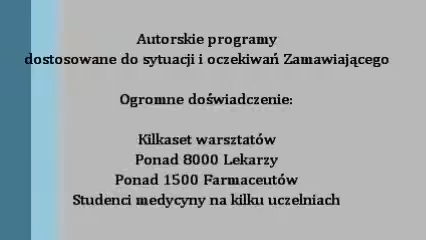 Autorskie programy
dostosowane do sytuacji i oczekiwań Zamawiającego
Ogromne doświadczenie:
Kilkaset warsztatów
Ponad 8000 Lekarzy
Ponad 1500 Farmaceutów
Studenci medycyny na kilku uczelniach